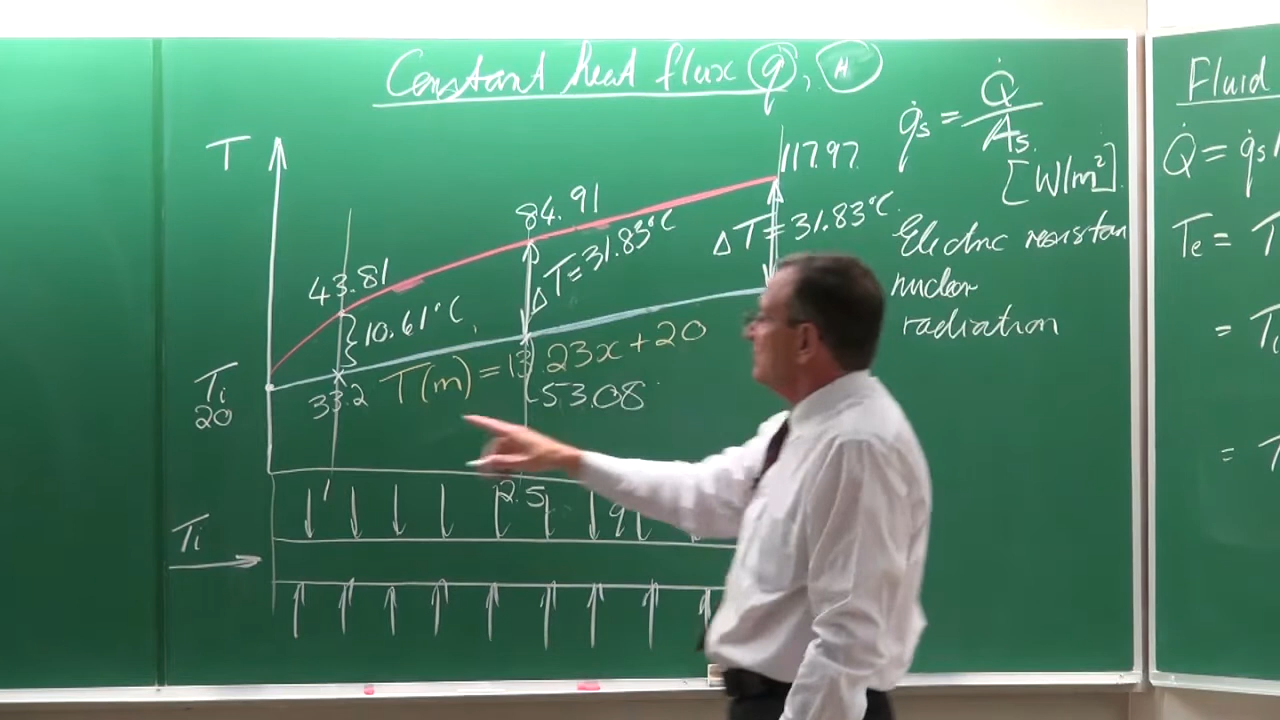 Constant heat flux q̇, H
q̇s = Q̇ / As
[W/m²]
Electric resistan
nuclear
radiation
T
117.97
84.91
ΔT = 31.83°C
ΔT = 31.83°C
43.81
10.61°C
T(m) = 13.23x + 20
Ti
20
33.2
53.08
2.5
q
Ti
Fluid
Q̇ = q̇s
Te = T
= Ti
= T